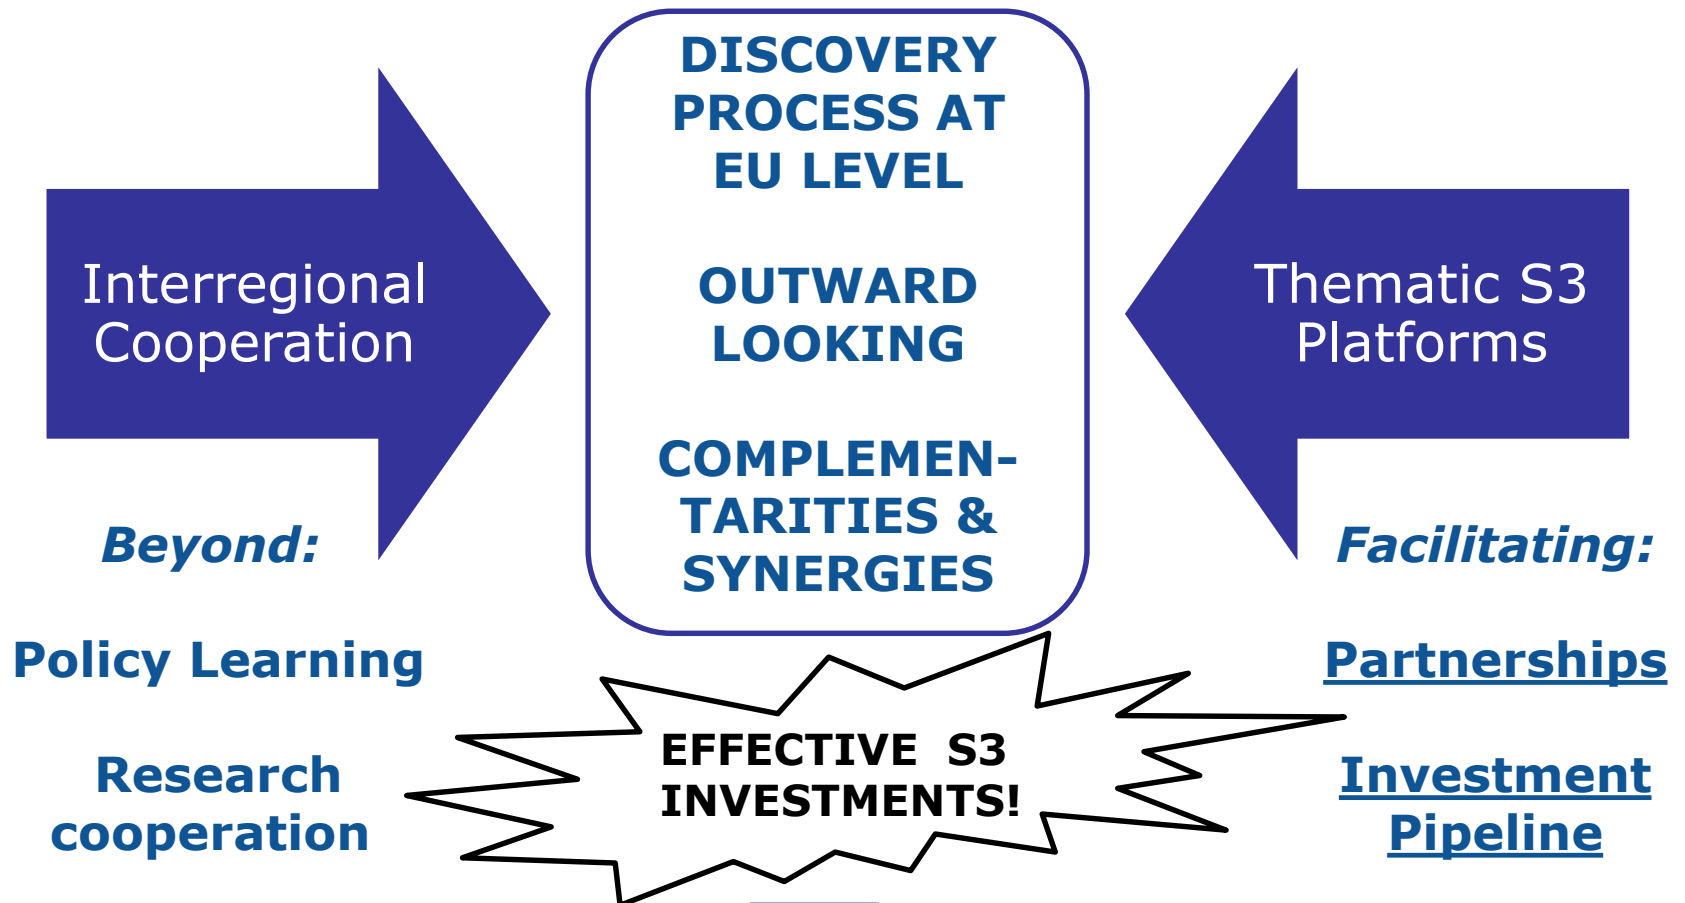 DISCOVERY
PROCESS AT
EU LEVEL
OUTWARD
LOOKING
COMPLEMEN-
TARITIES &
SYNERGIES
Interregional
Cooperation
Thematic S3
Platforms
Beyond:
Policy Learning
Research
cooperation
Facilitating:
Partnerships
Investment
Pipeline
EFFECTIVE S3
INVESTMENTS!